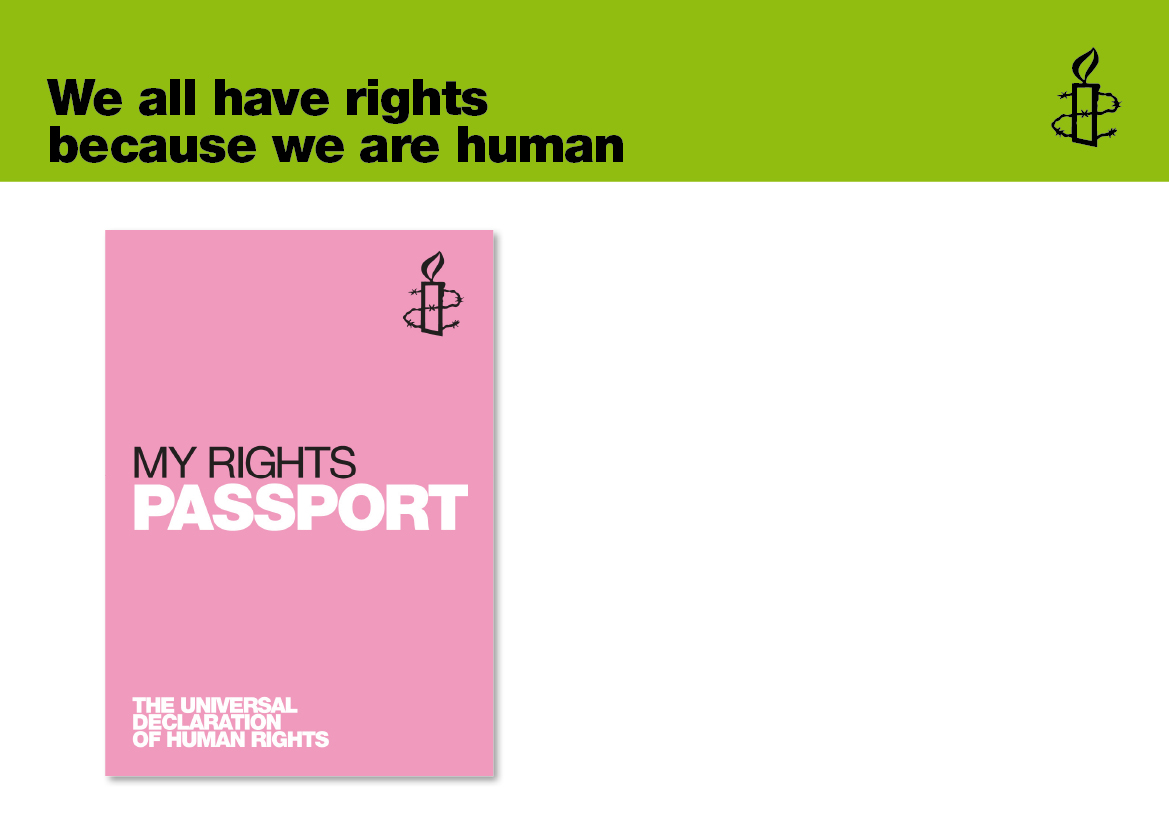 We all have rights
because we are human
MY RIGHTS
PASSPORT
THE UNIVERSAL
DECLARATION
OF HUMAN RIGHTS